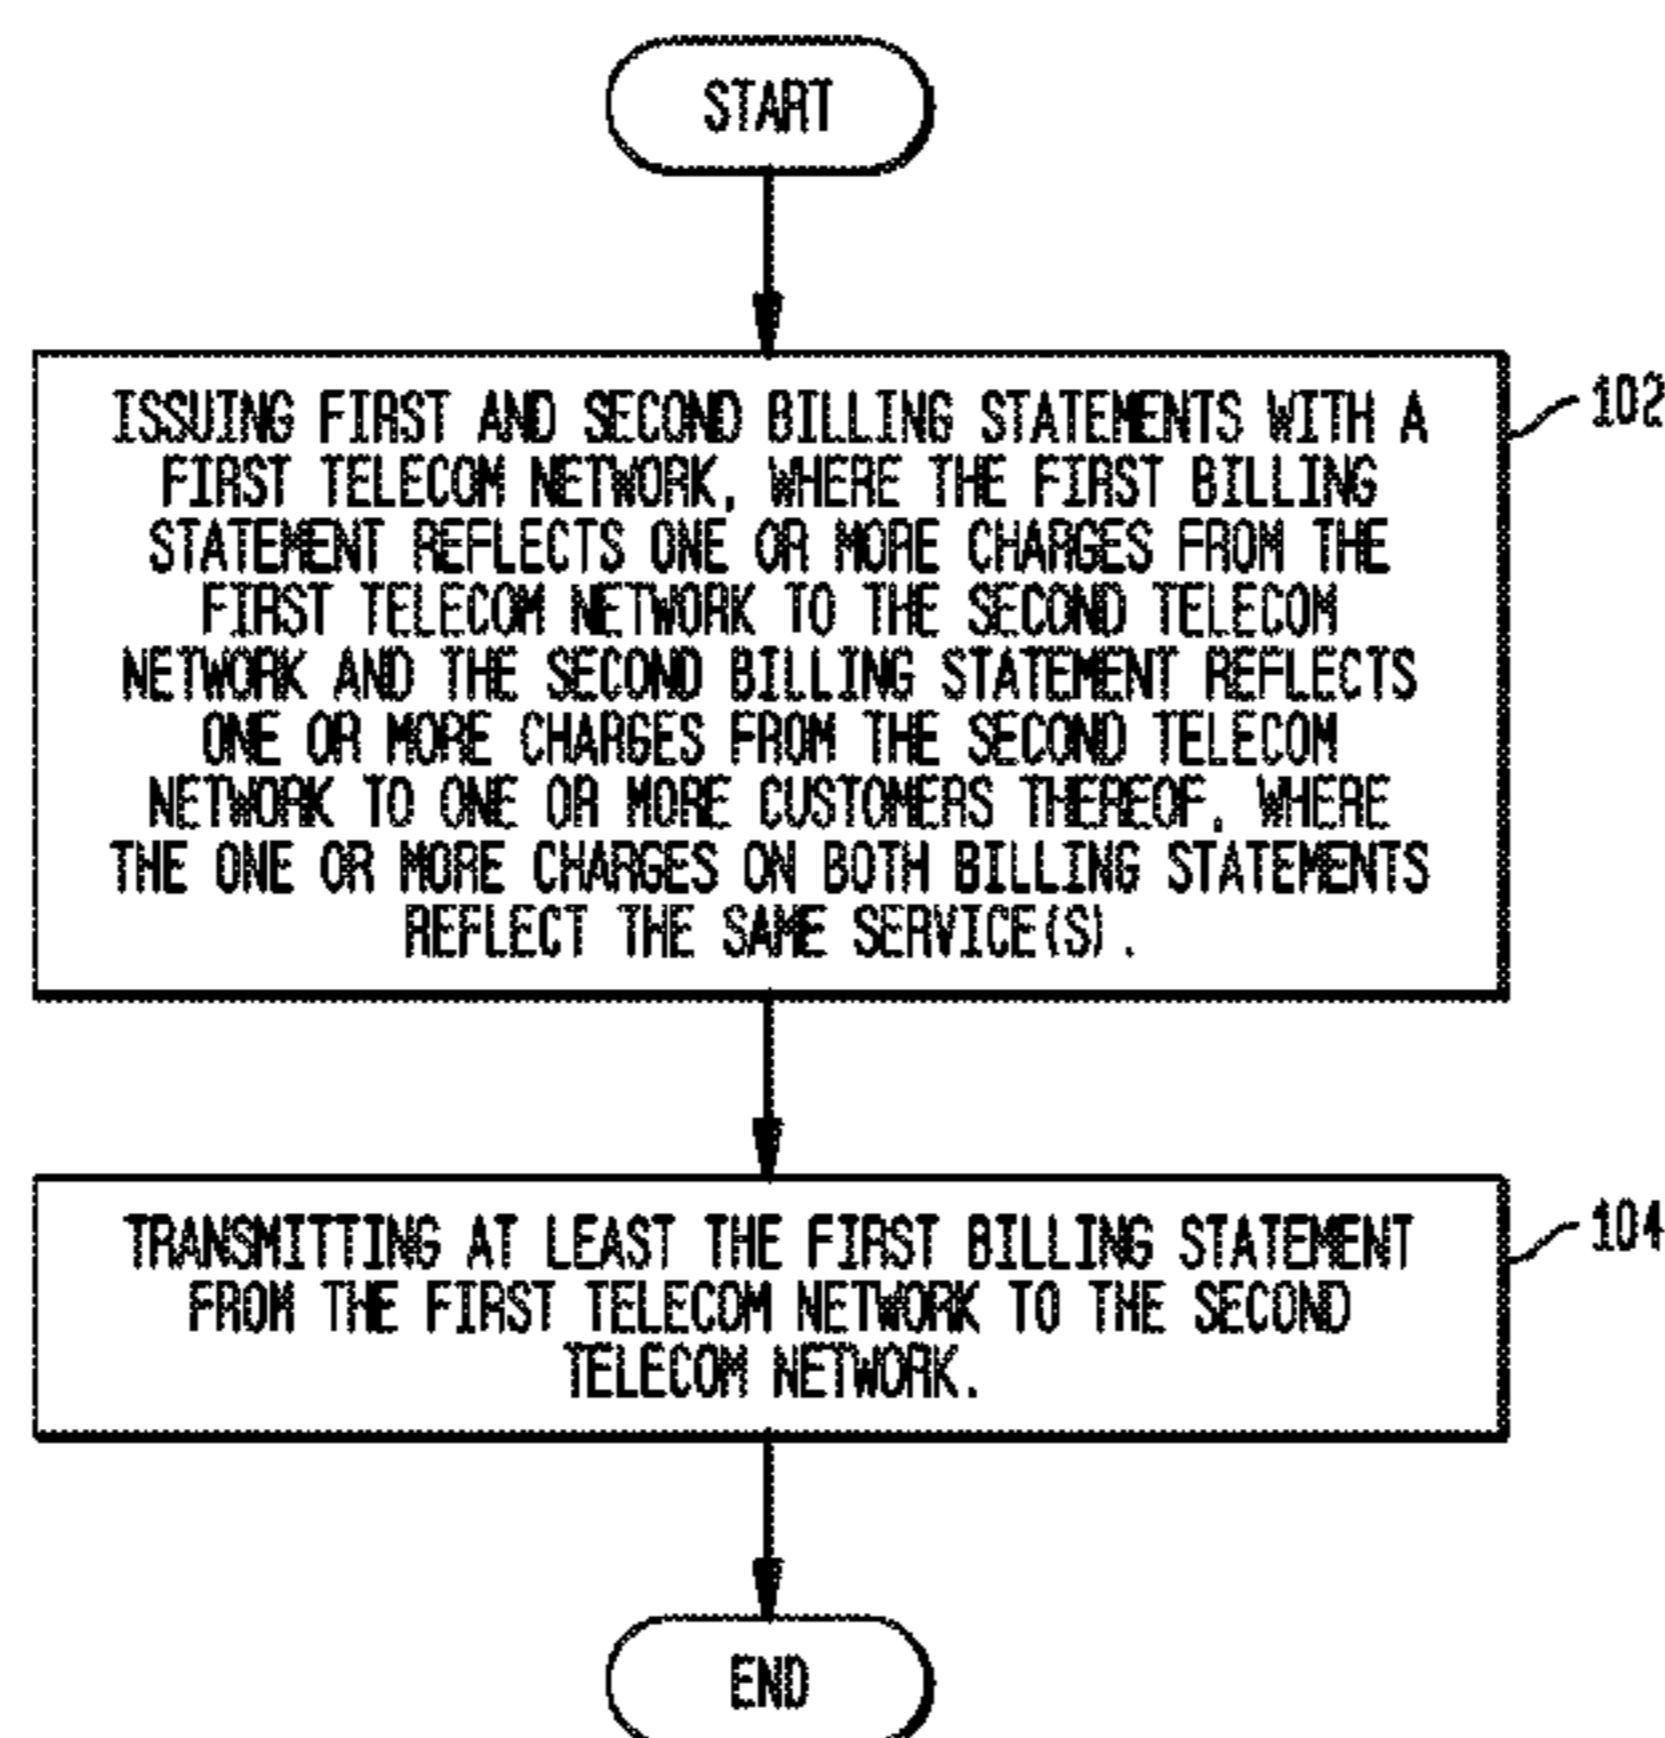 START
ISSUING FIRST AND SECOND BILLING STATEMENTS WITH A
FIRST TELECOM NETWORK, WHERE THE FIRST BILLING
STATEMENT REFLECTS ONE OR MORE CHARGES FROM THE
FIRST TELECOM NETWORK TO THE SECOND TELECOM
NETWORK AND THE SECOND BILLING STATEMENT REFLECTS
ONE OR MORE CHARGES FROM THE SECOND TELECOM
NETWORK TO ONE OR MORE CUSTOMERS THEREOF, WHERE
THE ONE OR MORE CHARGES ON BOTH BILLING STATEMENTS
REFLECT THE SAME SERVICE(S).
102
TRANSMITTING AT LEAST THE FIRST BILLING STATEMENT
FROM THE FIRST TELECOM NETWORK TO THE SECOND
TELECOM NETWORK.
104
END